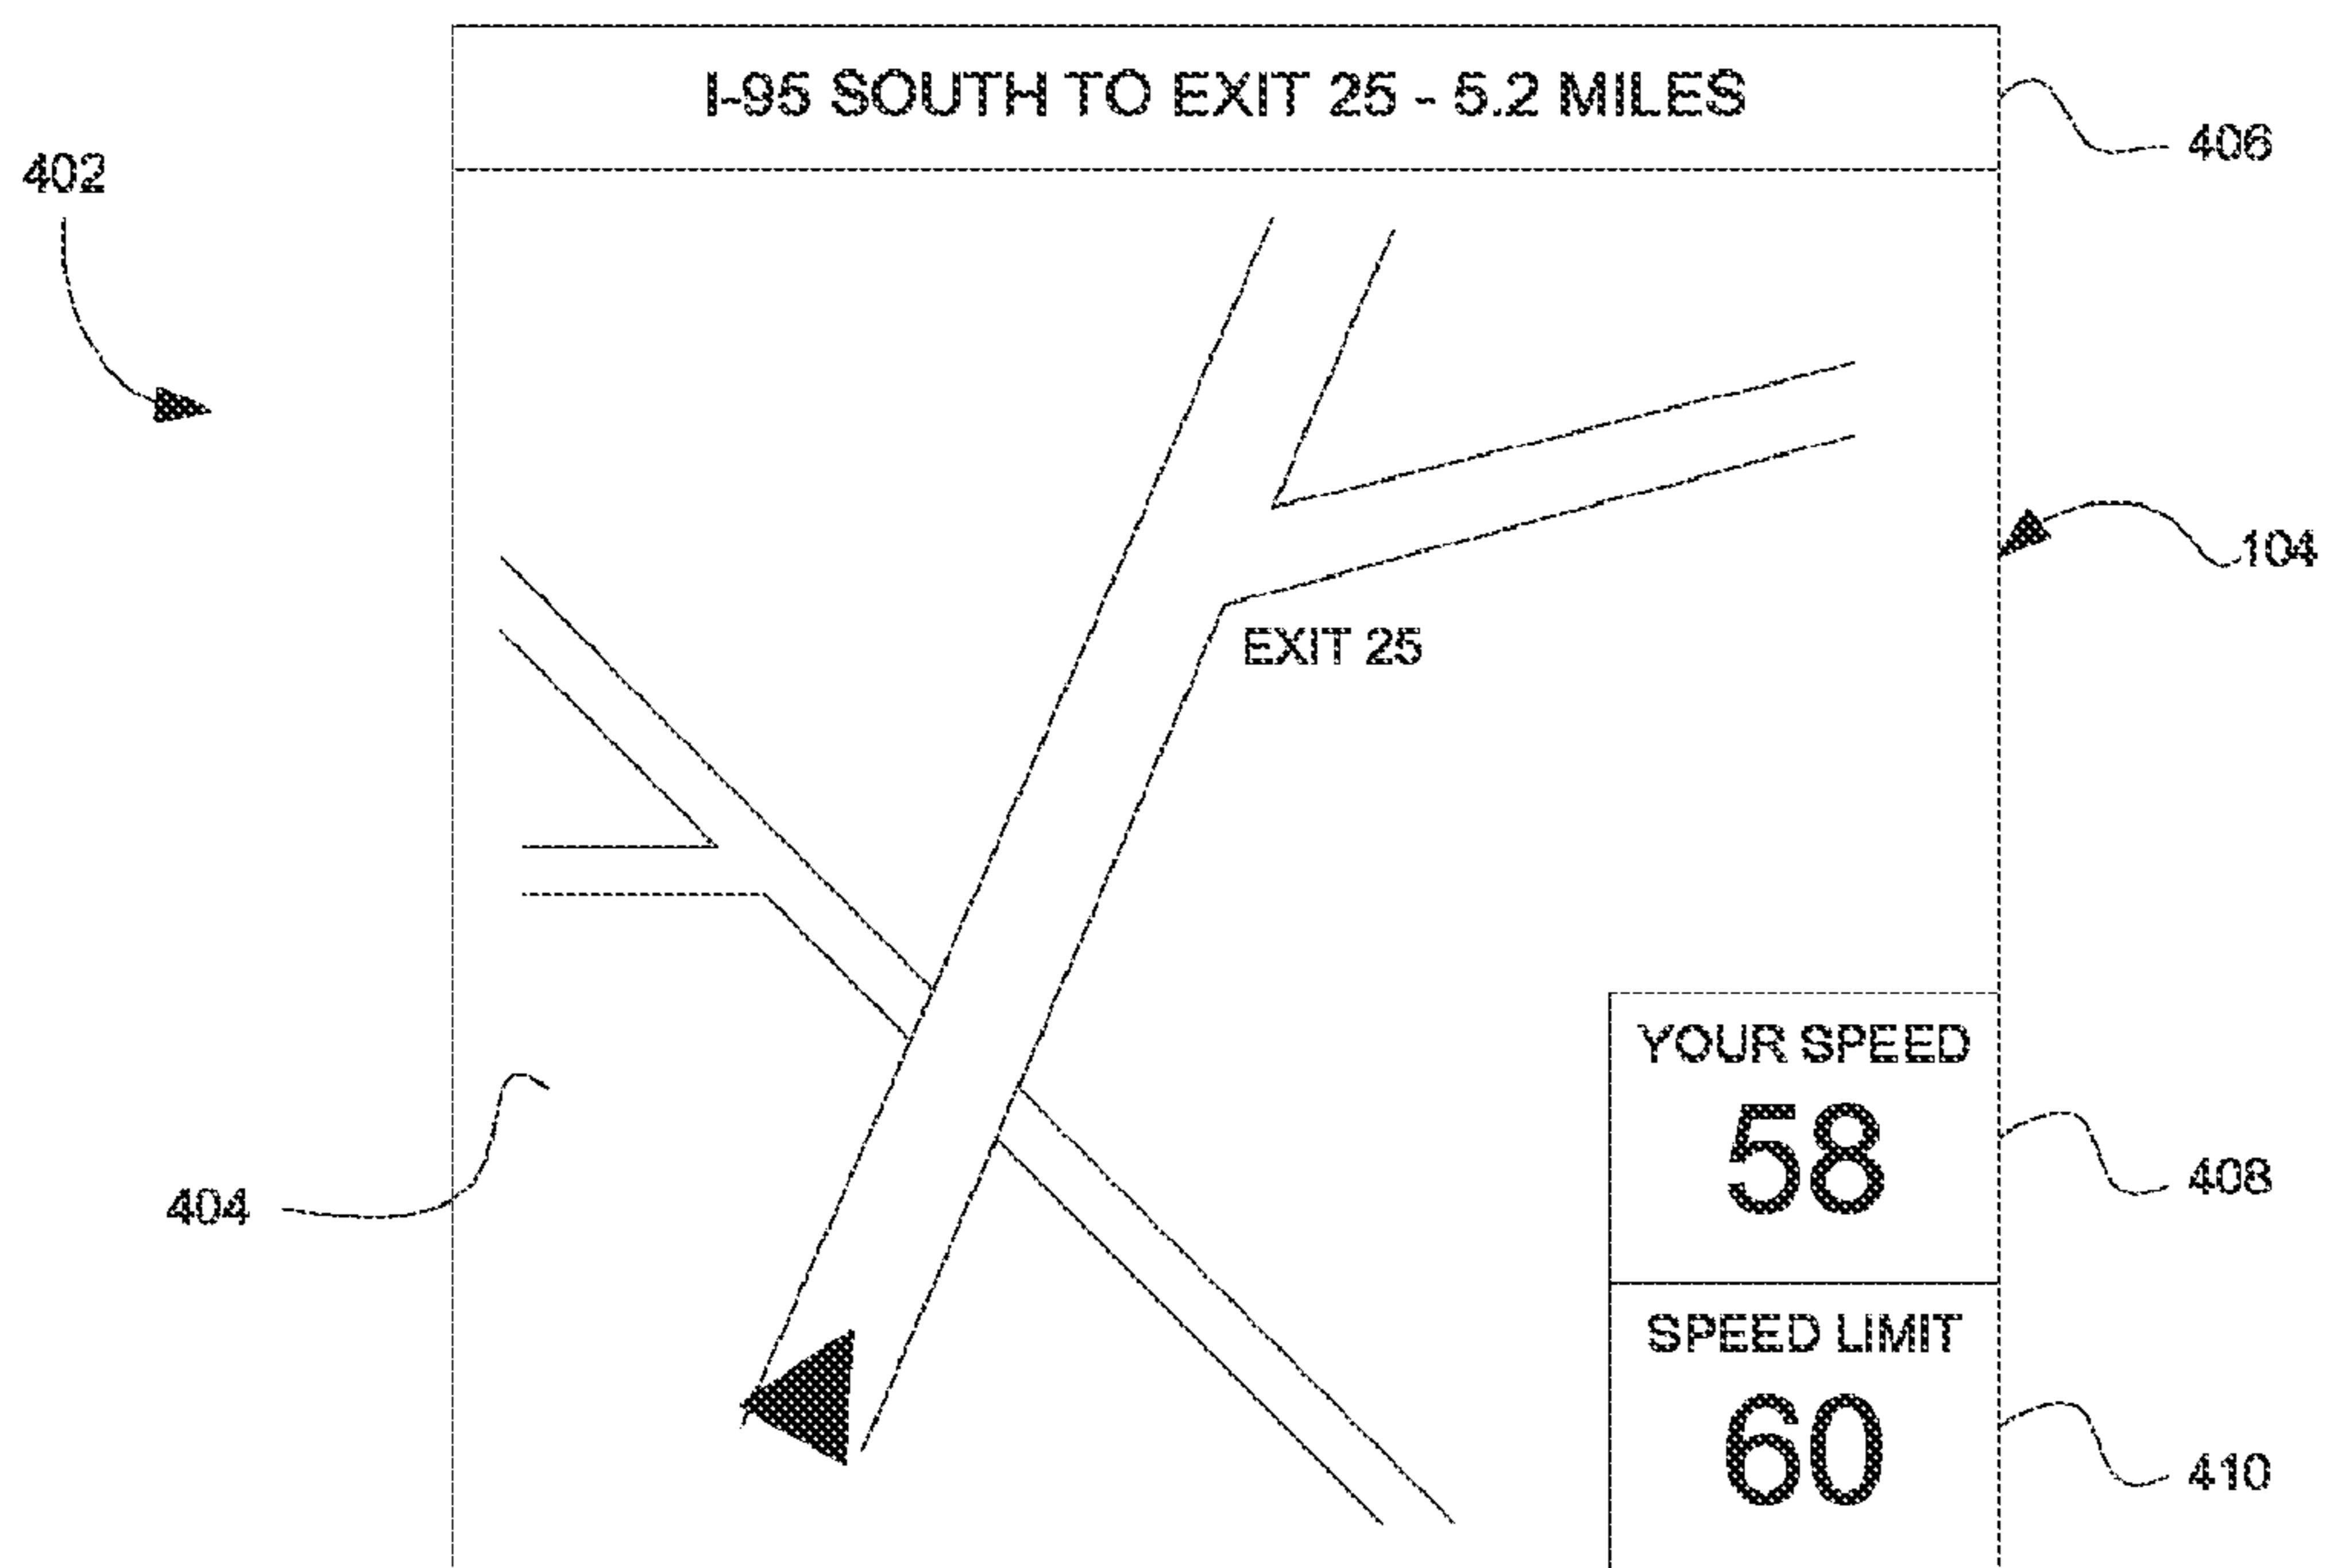 I-95 SOUTH TO EXIT 25 - 5.2 MILES
406
402
104
EXIT 25
YOUR SPEED
58
408
404
SPEED LIMIT
60
410